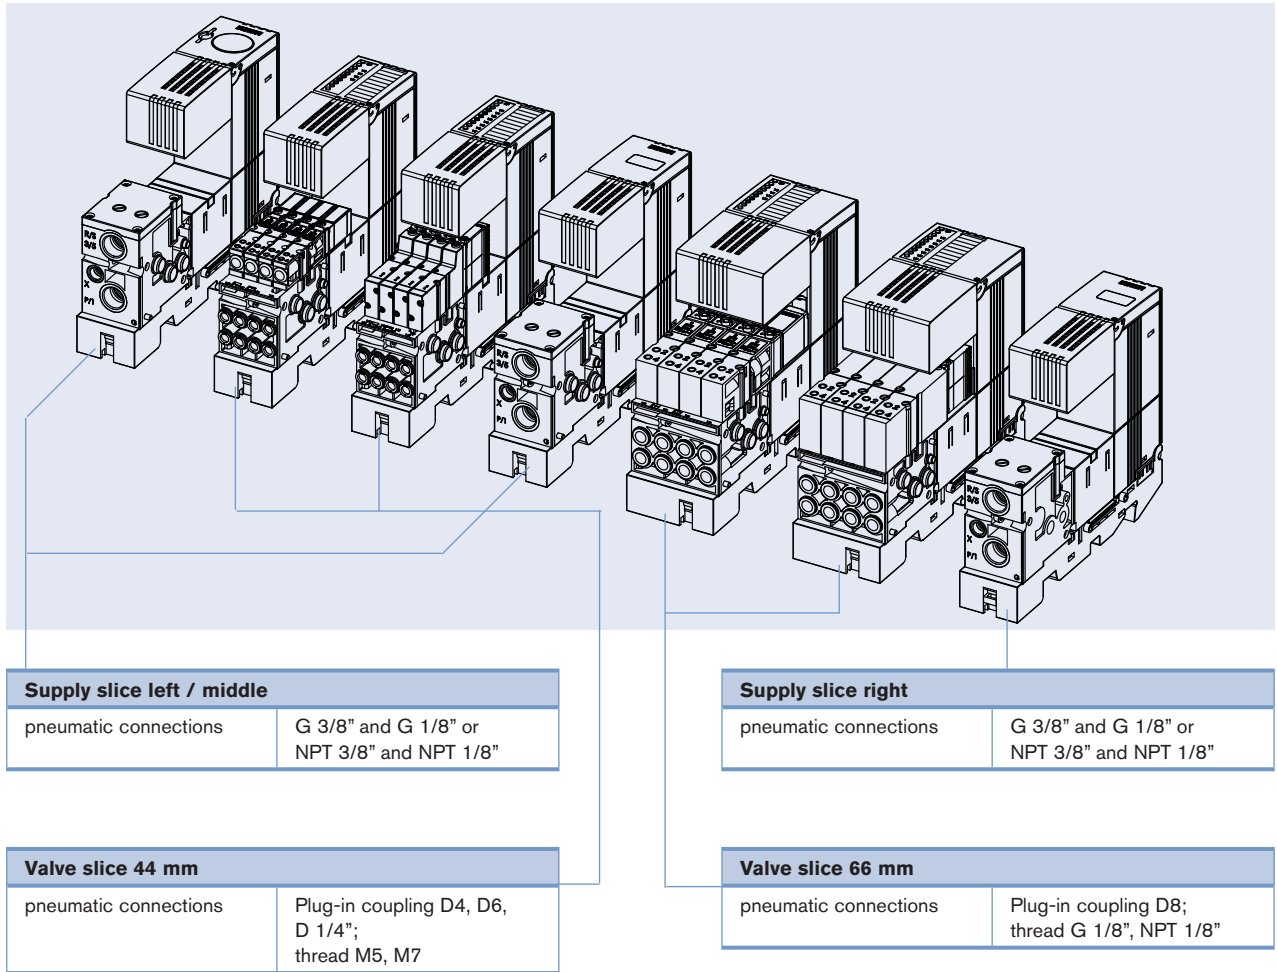 R/S
3/5
X
P/1
R/S
3/5
X
P/1
R/S
3/5
X
P/1
Supply slice left / middle
pneumatic connections
G 3/8” and G 1/8” or
NPT 3/8” and NPT 1/8”
Supply slice right
pneumatic connections
G 3/8” and G 1/8” or
NPT 3/8” and NPT 1/8”
Valve slice 44 mm
pneumatic connections
Plug-in coupling D4, D6,
D 1/4”;
thread M5, M7
Valve slice 66 mm
pneumatic connections
Plug-in coupling D8;
thread G 1/8”, NPT 1/8”